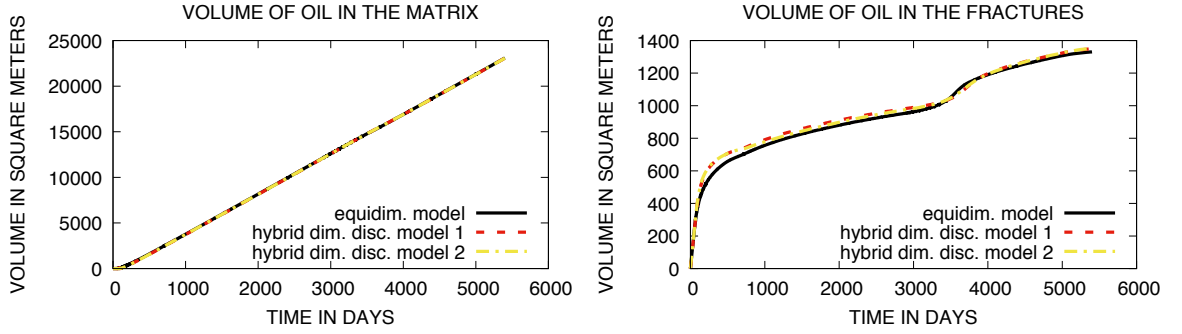 VOLUME OF OIL IN THE MATRIX
VOLUME IN SQUARE METERS
25000
20000
15000
10000
5000
0
equidim. model
hybrid dim. disc. model 1
hybrid dim. disc. model 2
0 1000 2000 3000 4000 5000 6000
TIME IN DAYS
VOLUME OF OIL IN THE FRACTURES
VOLUME IN SQUARE METERS
1400
1200
1000
800
600
400
200
0
equidim. model
hybrid dim. disc. model 1
hybrid dim. disc. model 2
0 1000 2000 3000 4000 5000 6000
TIME IN DAYS